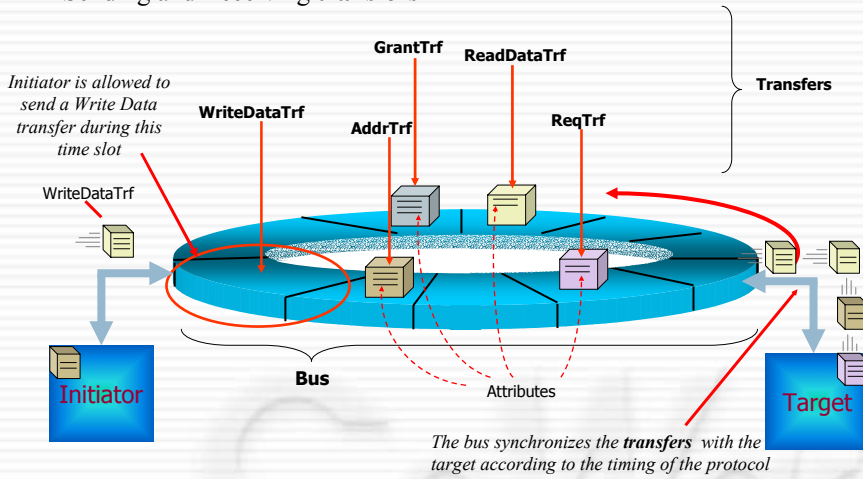 GrantTrf
ReadDataTrf
Transfers
Initiator is allowed to
send a Write Data
transfer during this
time slot
WriteDataTrf
AddrTrf
ReqTrf
WriteDataTrf
Bus
Attributes
Initiator
Target
The bus synchronizes the transfers with the
target according to the timing of the protocol